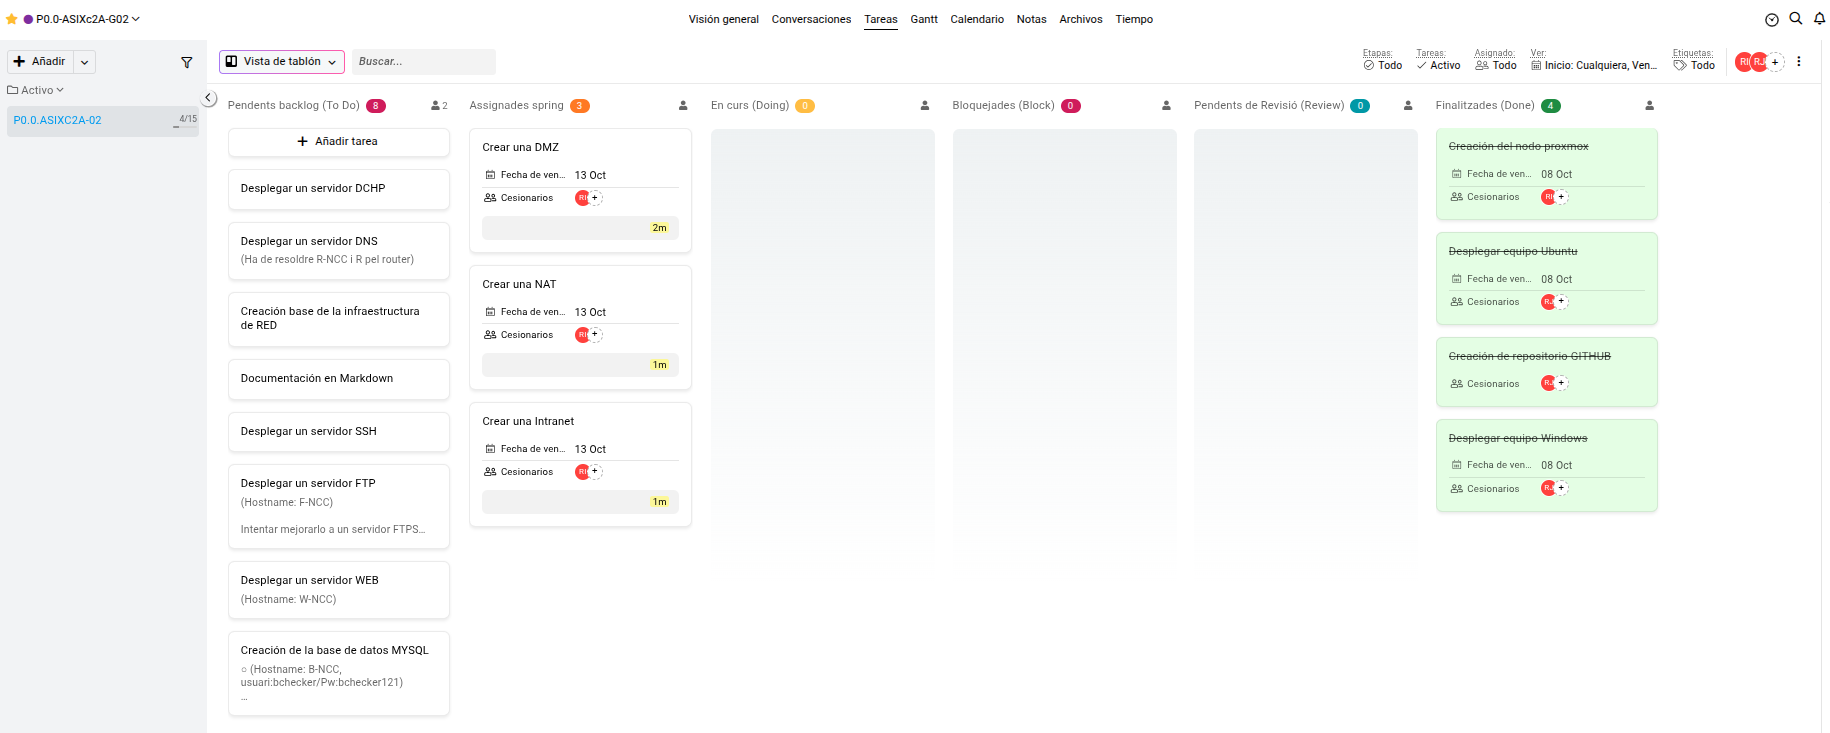 P0.0-ASIXc2A-G02
Visión general Conversaciones Tareas Gantt Calendario Notas Archivos Tiempo
Añadir
Activo
P0.0.ASIXC2A-02 4/15
Vista de tablón
Buscar...
Etapas: Todo
Tareas: Activo
Asignado: Todo
Ver: Inicio: Cualquiera, Ven...
Etiquetas: Todo
RI RJ +
Pendents backlog (To Do) 8 2
Añadir tarea
Desplegar un servidor DCHP
Desplegar un servidor DNS
(Ha de resoldre R-NCC i R pel router)
Creación base de la infraestructura
de RED
Documentación en Markdown
Desplegar un servidor SSH
Desplegar un servidor FTP
(Hostname: F-NCC)
Intentar mejorarlo a un servidor FTPS...
Desplegar un servidor WEB
(Hostname: W-NCC)
Creación de la base de datos MYSQL
○ (Hostname: B-NCC,
usuari:bchecker/Pw:bchecker121)
...
Assignades spring 3
Crear una DMZ
Fecha de ven... 13 Oct
Cesionarios RI +
2m
Crear una NAT
Fecha de ven... 13 Oct
Cesionarios RI +
1m
Crear una Intranet
Fecha de ven... 13 Oct
Cesionarios RI +
1m
En curs (Doing) 0
Bloquejades (Block) 0
Pendents de Revisió (Review) 0
Finalitzades (Done) 4
Creación del nodo proxmox
Fecha de ven... 08 Oct
Cesionarios RI +
Desplegar equipo Ubuntu
Fecha de ven... 08 Oct
Cesionarios RJ +
Creación de repositorio GITHUB
Cesionarios RJ +
Desplegar equipo Windows
Fecha de ven... 08 Oct
Cesionarios RJ +